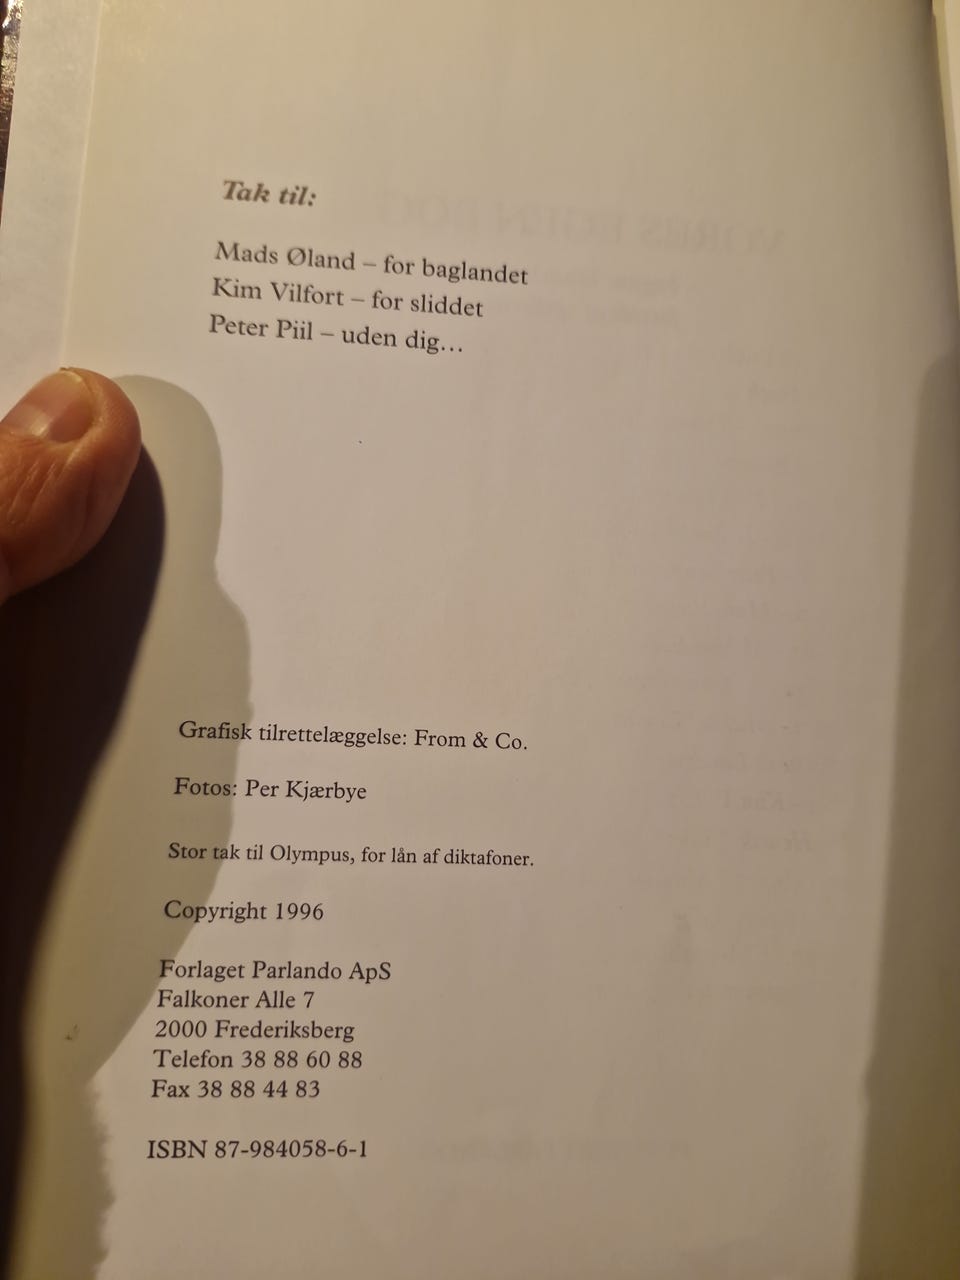 Tak til:
Mads Øland – for baglandet
Kim Vilfort – for sliddet
Peter Piil – uden dig...
Grafisk tilrettelæggelse: From & Co.
Fotos: Per Kjærbye
Stor tak til Olympus, for lån af diktafoner.
Copyright 1996
Forlaget Parlando ApS
Falkoner Alle 7
2000 Frederiksberg
Telefon 38 88 60 88
Fax 38 88 44 83
ISBN 87-984058-6-1